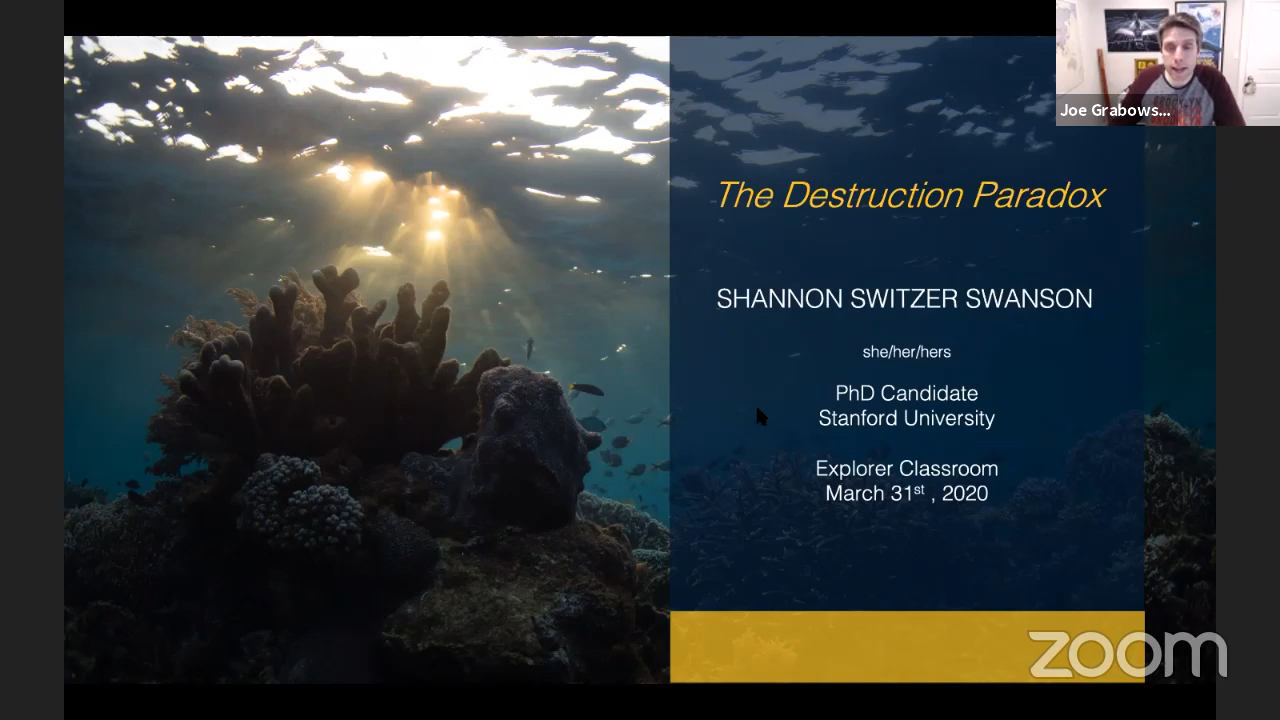 Joe Grabows...
The Destruction Paradox
SHANNON SWITZER SWANSON
she/her/hers
PhD Candidate
Stanford University
Explorer Classroom
March 31st , 2020
zoom